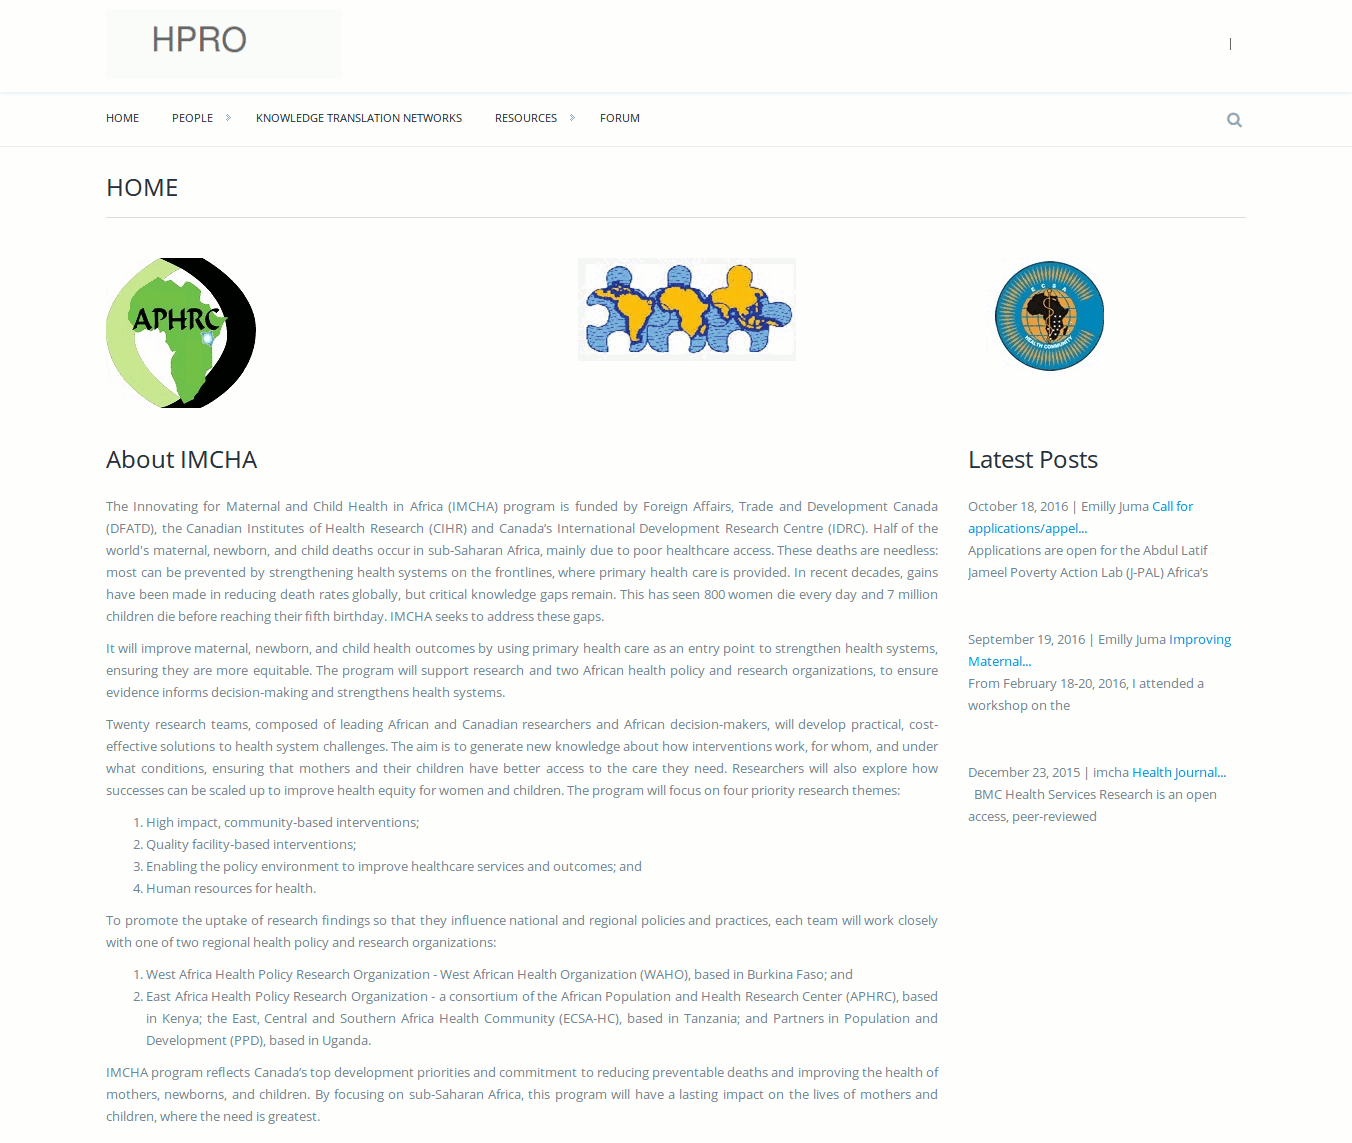 HPRO
|
HOME
PEOPLE
KNOWLEDGE TRANSLATION NETWORKS
RESOURCES
FORUM
HOME
APHRC
ECSA
HEALTH COMMUNITY
About IMCHA
The Innovating for Maternal and Child Health in Africa (IMCHA) program is funded by Foreign Affairs, Trade and Development Canada
(DFATD), the Canadian Institutes of Health Research (CIHR) and Canada's International Development Research Centre (IDRC). Half of the
world's maternal, newborn, and child deaths occur in sub-Saharan Africa, mainly due to poor healthcare access. These deaths are needless:
most can be prevented by strengthening health systems on the frontlines, where primary health care is provided. In recent decades, gains
have been made in reducing death rates globally, but critical knowledge gaps remain. This has seen 800 women die every day and 7 million
children die before reaching their fifth birthday. IMCHA seeks to address these gaps.
It will improve maternal, newborn, and child health outcomes by using primary health care as an entry point to strengthen health systems,
ensuring they are more equitable. The program will support research and two African health policy and research organizations, to ensure
evidence informs decision-making and strengthens health systems.
Twenty research teams, composed of leading African and Canadian researchers and African decision-makers, will develop practical, cost-
effective solutions to health system challenges. The aim is to generate new knowledge about how interventions work, for whom, and under
what conditions, ensuring that mothers and their children have better access to the care they need. Researchers will also explore how
successes can be scaled up to improve health equity for women and children. The program will focus on four priority research themes:
1. High impact, community-based interventions;
2. Quality facility-based interventions;
3. Enabling the policy environment to improve healthcare services and outcomes; and
4. Human resources for health.
To promote the uptake of research findings so that they influence national and regional policies and practices, each team will work closely
with one of two regional health policy and research organizations:
1. West Africa Health Policy Research Organization - West African Health Organization (WAHO), based in Burkina Faso; and
2. East Africa Health Policy Research Organization - a consortium of the African Population and Health Research Center (APHRC), based
in Kenya; the East, Central and Southern Africa Health Community (ECSA-HC), based in Tanzania; and Partners in Population and
Development (PPD), based in Uganda.
IMCHA program reflects Canada's top development priorities and commitment to reducing preventable deaths and improving the health of
mothers, newborns, and children. By focusing on sub-Saharan Africa, this program will have a lasting impact on the lives of mothers and
children, where the need is greatest.
Latest Posts
October 18, 2016 | Emilly Juma Call for
applications/appel...
Applications are open for the Abdul Latif
Jameel Poverty Action Lab (J-PAL) Africa's
September 19, 2016 | Emilly Juma Improving
Maternal...
From February 18-20, 2016, I attended a
workshop on the
December 23, 2015 | imcha Health Journal...
BMC Health Services Research is an open
access, peer-reviewed